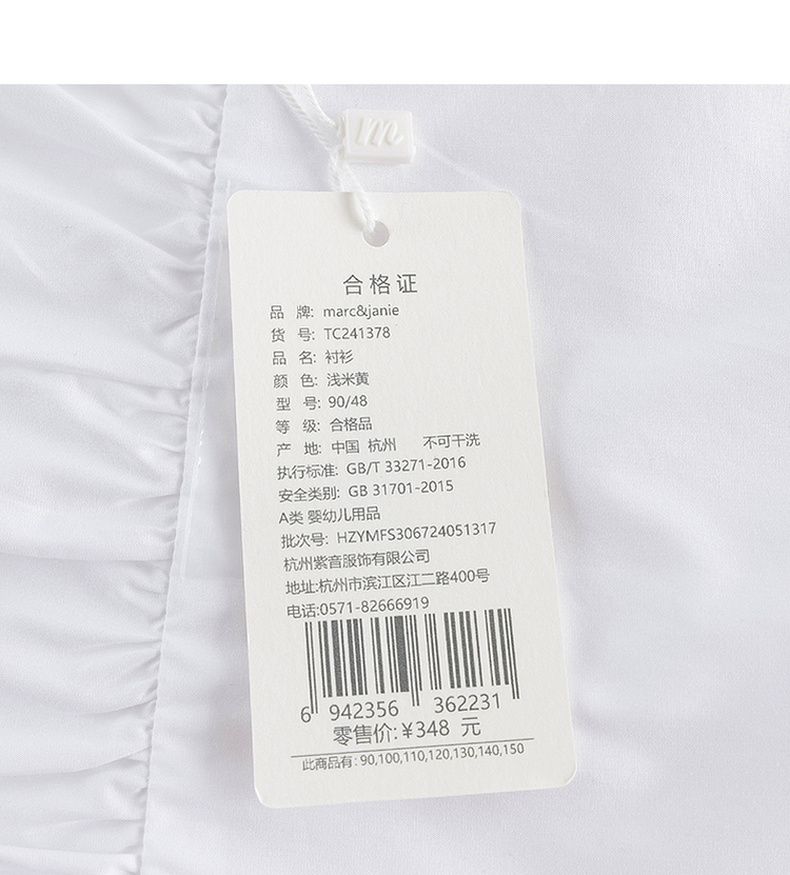 m
合格证
品 牌: marc&janie
货 号: TC241378
品 名: 衬衫
颜 色: 浅米黄
型 号: 90/48
等 级: 合格品
产 地: 中国 杭州 不可干洗
执行标准: GB/T 33271-2016
安全类别: GB 31701-2015
A类 婴幼儿用品
批次号: HZYMFS306724051317
杭州紫音服饰有限公司
地址:杭州市滨江区江二路400号
电话:0571-82666919
6 942356 362231
零售价:¥348 元
此商品有: 90,100,110,120,130,140,150